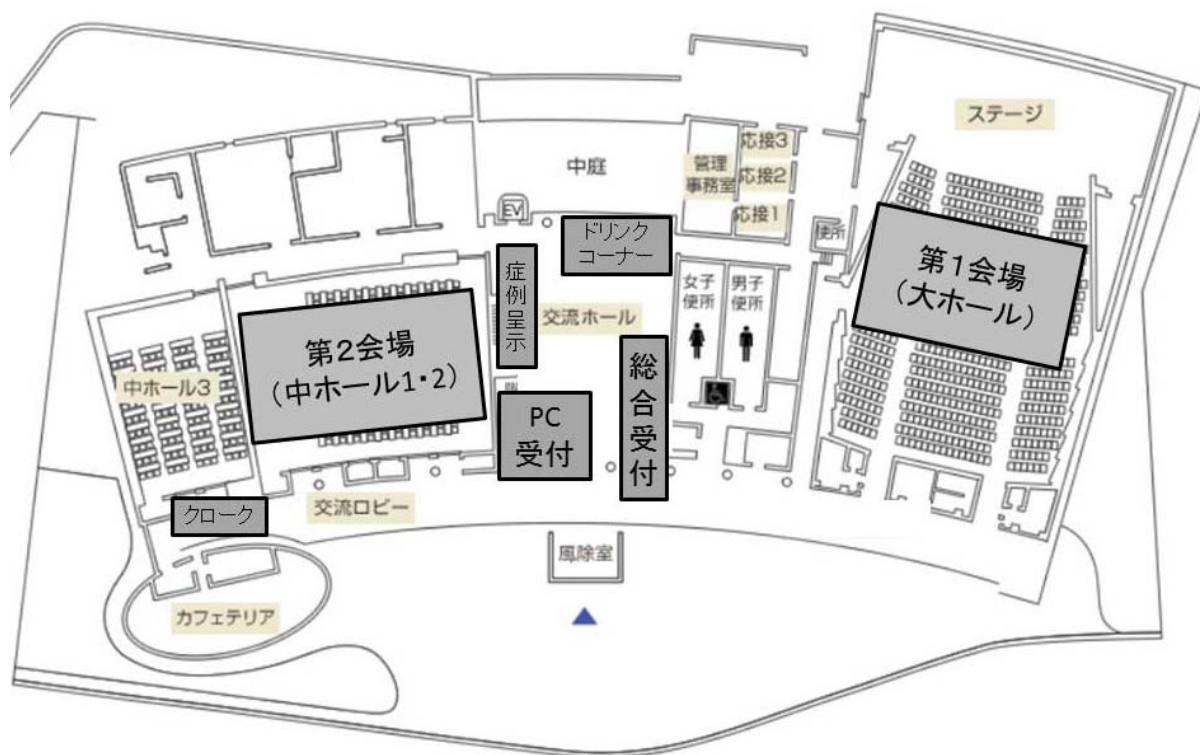 ステージ
応接3
管理
事務室
応接2
応接1
中庭
EV
ドリンク
コーナー
便所
第1会場
(大ホール)
症例呈示
交流ホール
女子
便所
男子
便所
第2会場
(中ホール1・2)
中ホール3
総合受付
PC
受付
クローク
交流ロビー
風除室
カフェテリア